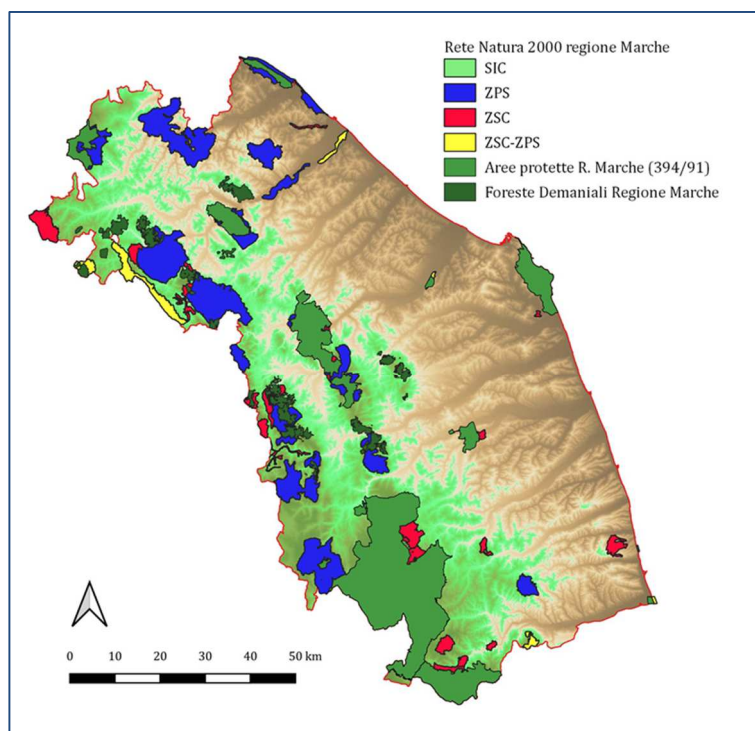 Rete Natura 2000 regione Marche
SIC
ZPS
ZSC
ZSC-ZPS
Aree protette R. Marche (394/91)
Foreste Demaniali Regione Marche
0 10 20 30 40 50 km